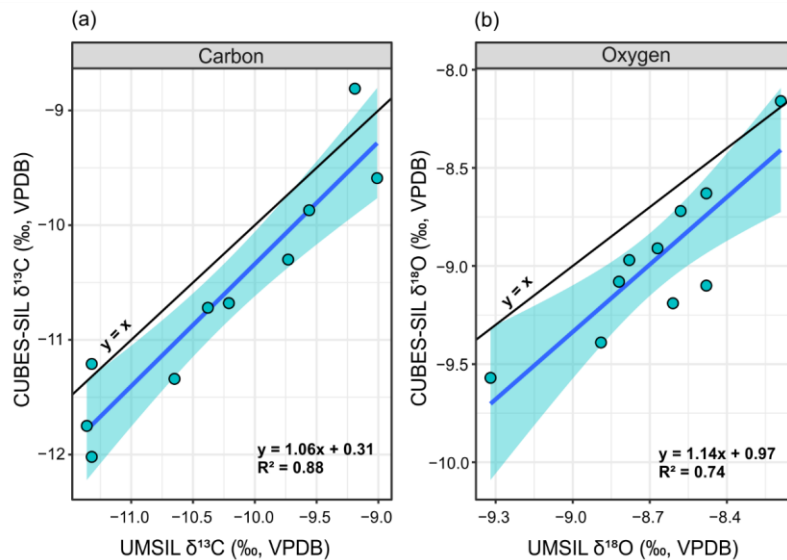 (a)
Carbon
CUBES-SIL δ¹³C (‰, VPDB)
−9
−10
−11
−12
y = x
y = 1.06x + 0.31
R² = 0.88
−11.0
−10.5
−10.0
−9.5
−9.0
UMSIL δ¹³C (‰, VPDB)
(b)
Oxygen
CUBES-SIL δ¹⁸O (‰, VPDB)
−8.0
−8.5
−9.0
−9.5
−10.0
y = x
y = 1.14x + 0.97
R² = 0.74
−9.3
−9.0
−8.7
−8.4
UMSIL δ¹⁸O (‰, VPDB)